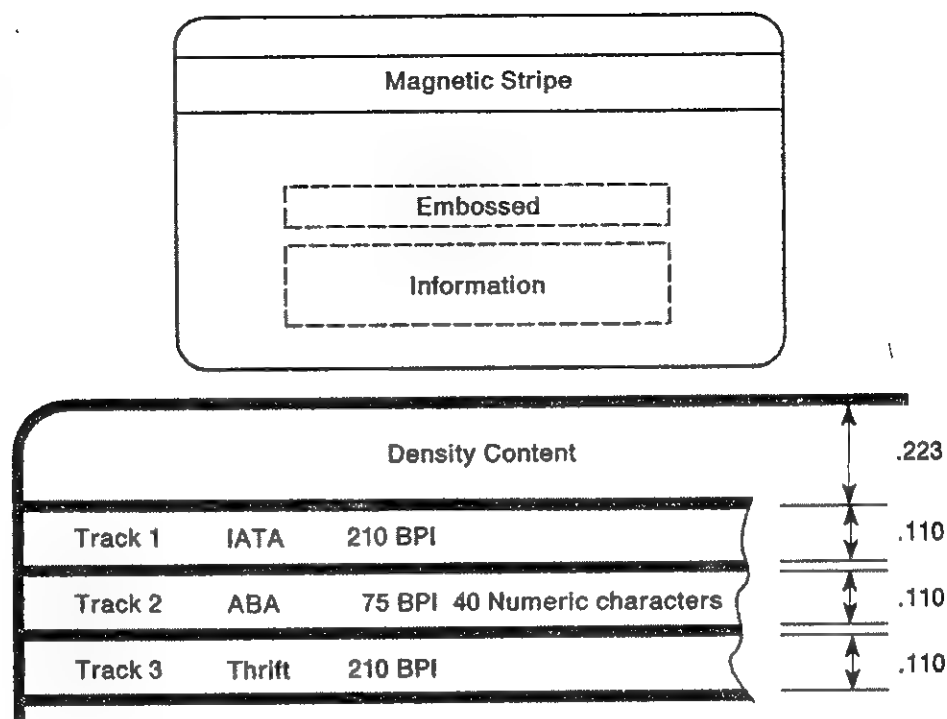 Magnetic Stripe
Embossed
Information
Density Content
.223
Track 1 IATA 210 BPI
.110
Track 2 ABA 75 BPI 40 Numeric characters
.110
Track 3 Thrift 210 BPI
.110